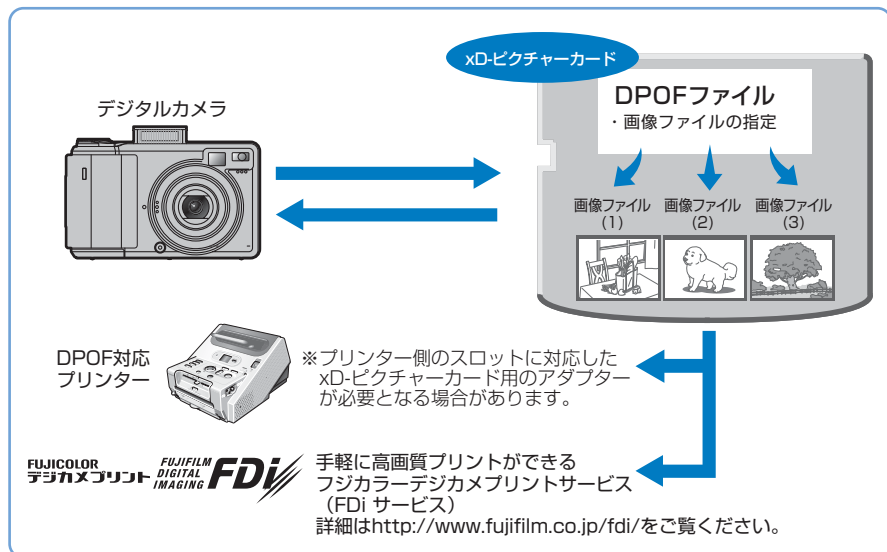 xD-ピクチャーカード
デジタルカメラ
DPOFファイル
・画像ファイルの指定
画像ファイル
(1)
画像ファイル
(2)
画像ファイル
(3)
DPOF対応
プリンター
※プリンター側のスロットに対応した
xD-ピクチャーカード用のアダプター
が必要となる場合があります。
FUJICOLOR
デジカメプリント
FUJIFILM
DIGITAL
IMAGING
FDi
手軽に高画質プリントができる
フジカラーデジカメプリントサービス
（FDi サービス）
詳細はhttp://www.fujifilm.co.jp/fdi/をご覧ください。